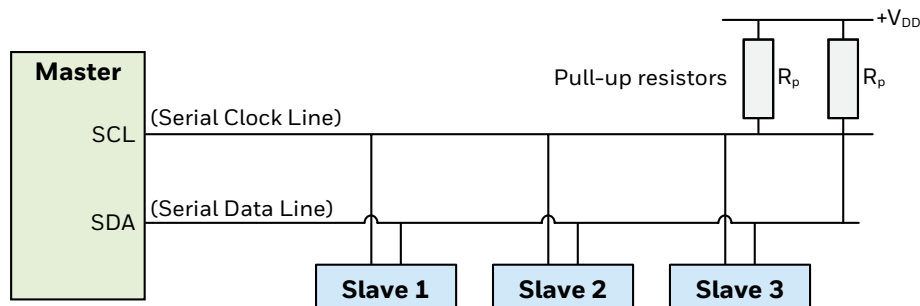 +VDD
Master
Pull-up resistors
Rp
Rp
(Serial Clock Line)
SCL
(Serial Data Line)
SDA
Slave 1
Slave 2
Slave 3